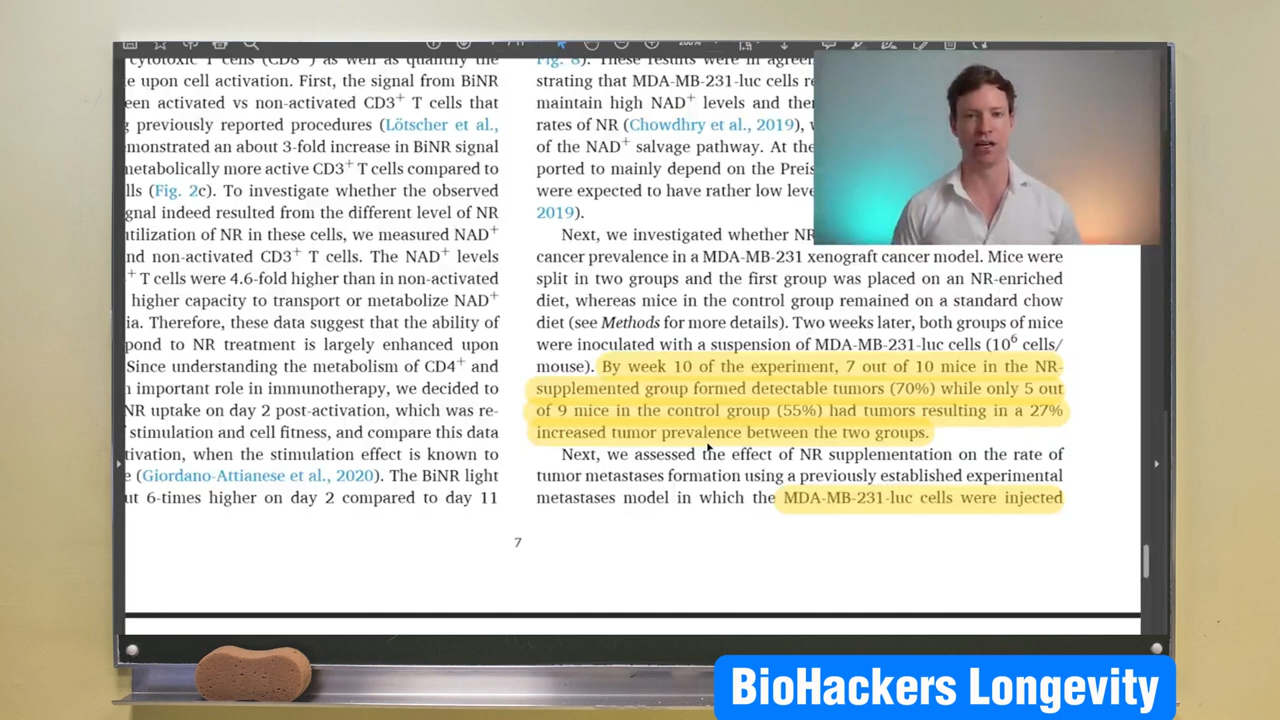 cytotoxic T cells (CD8⁺) as well as quantify the
e upon cell activation. First, the signal from BiNR
een activated vs non-activated CD3⁺ T cells that
g previously reported procedures (Lötscher et al.,
emonstrated an about 3-fold increase in BiNR signal
metabolically more active CD3⁺ T cells compared to
lls (Fig. 2c). To investigate whether the observed
gnal indeed resulted from the different level of NR
utilization of NR in these cells, we measured NAD⁺
nd non-activated CD3⁺ T cells. The NAD⁺ levels
⁺ T cells were 4.6-fold higher than in non-activated
higher capacity to transport or metabolize NAD⁺
ia. Therefore, these data suggest that the ability of
pond to NR treatment is largely enhanced upon
Since understanding the metabolism of CD4⁺ and
n important role in immunotherapy, we decided to
NR uptake on day 2 post-activation, which was re-
stimulation and cell fitness, and compare this data
tivation, when the stimulation effect is known to
e (Giordano-Attianese et al., 2020). The BiNR light
ut 6-times higher on day 2 compared to day 11
Fig. 8). These results were in agree
strating that MDA-MB-231-luc cells re
maintain high NAD⁺ levels and the
rates of NR (Chowdhry et al., 2019),
of the NAD⁺ salvage pathway. At the
ported to mainly depend on the Preis
were expected to have rather low leve
2019).
Next, we investigated whether NR
cancer prevalence in a MDA-MB-231 xenograft cancer model. Mice were
split in two groups and the first group was placed on an NR-enriched
diet, whereas mice in the control group remained on a standard chow
diet (see Methods for more details). Two weeks later, both groups of mice
were inoculated with a suspension of MDA-MB-231-luc cells (10⁶ cells/
mouse). By week 10 of the experiment, 7 out of 10 mice in the NR-
supplemented group formed detectable tumors (70%) while only 5 out
of 9 mice in the control group (55%) had tumors resulting in a 27%
increased tumor prevalence between the two groups.
Next, we assessed the effect of NR supplementation on the rate of
tumor metastases formation using a previously established experimental
metastases model in which the MDA-MB-231-luc cells were injected
7
BioHackers Longevity